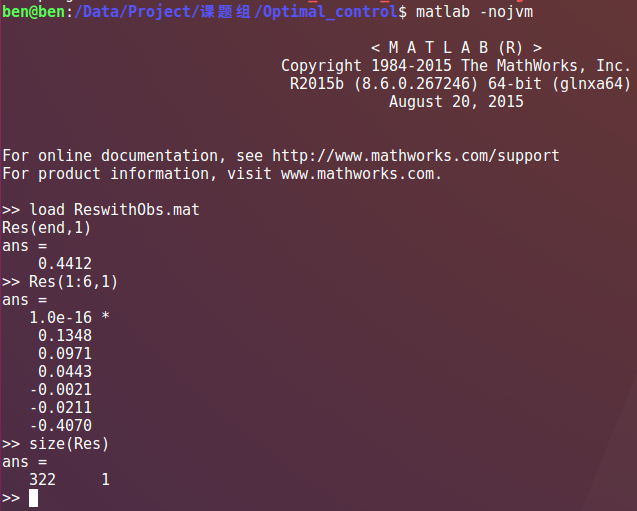 ben@ben:/Data/Project/课题组/Optimal_control$ matlab -nojvm
< M A T L A B (R) >
Copyright 1984-2015 The MathWorks, Inc.
R2015b (8.6.0.267246) 64-bit (glnxa64)
August 20, 2015
For online documentation, see http://www.mathworks.com/support
For product information, visit www.mathworks.com.
>> load ReswithObs.mat
Res(end,1)
ans =
0.4412
>> Res(1:6,1)
ans =
1.0e-16 *
0.1348
0.0971
0.0443
-0.0021
-0.0211
-0.4070
>> size(Res)
ans =
322 1
>>